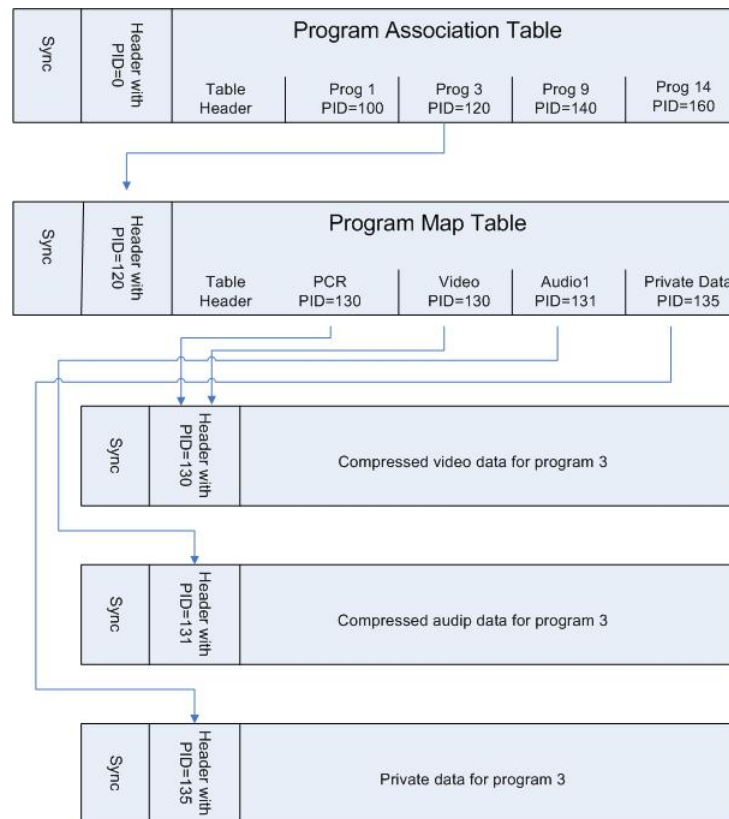 Sync
Header with
PID=0
Program Association Table
Table
Header
Prog 1
PID=100
Prog 3
PID=120
Prog 9
PID=140
Prog 14
PID=160
Sync
Header with
PID=120
Program Map Table
Table
Header
PCR
PID=130
Video
PID=130
Audio1
PID=131
Private Data
PID=135
Sync
Header with
PID=130
Compressed video data for program 3
Sync
Header with
PID=131
Compressed audip data for program 3
Sync
Header with
PID=135
Private data for program 3